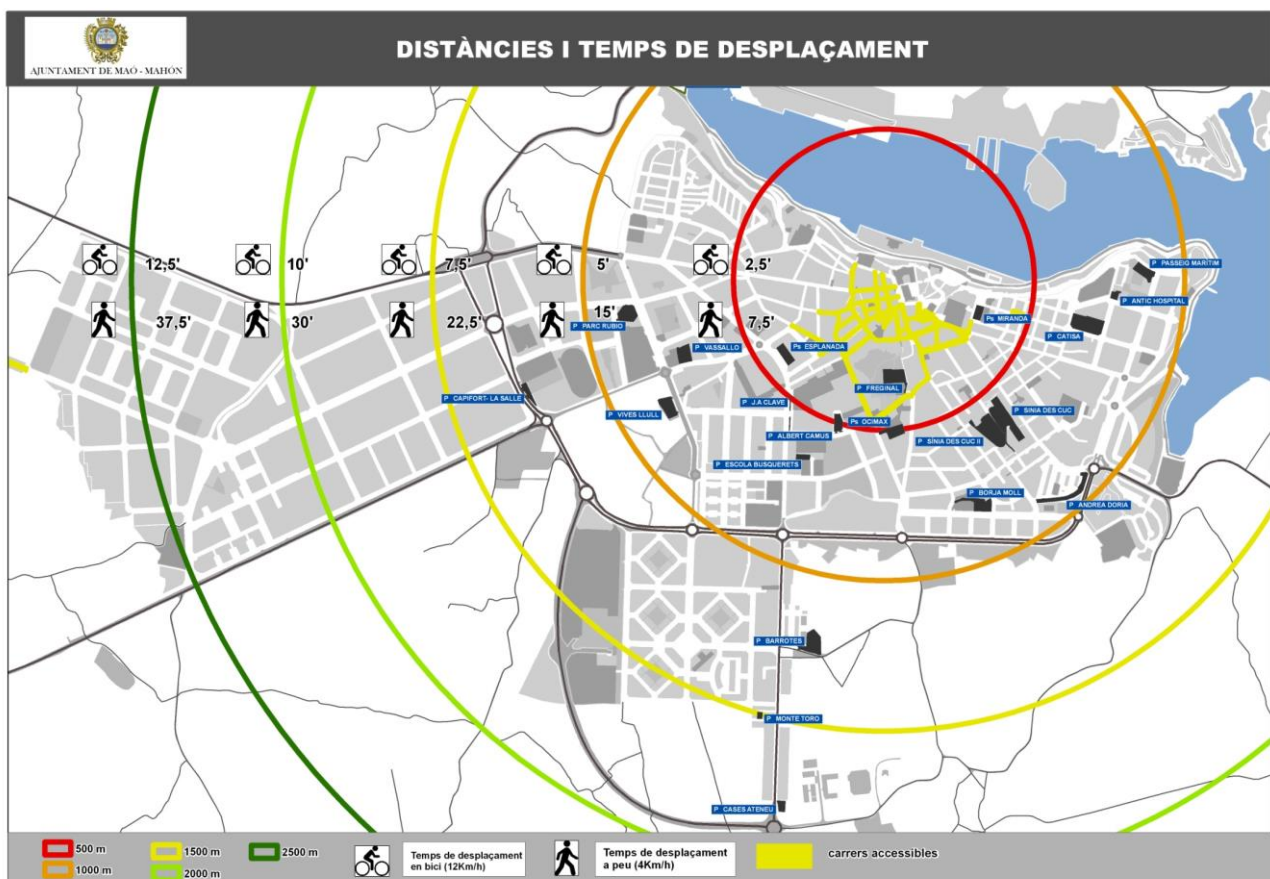 AJUNTAMENT DE MAÓ - MAHÓN
DISTÀNCIES I TEMPS DE DESPLAÇAMENT
12,5'
10'
7,5'
5'
2,5'
37,5'
30'
22,5'
15'
7,5'
P PASSEIG MARÍTIM
P ANTIC HOSPITAL
Ps MIRANDA
P CATISA
P PARC RUBIO
P VASSALLO
Ps ESPLANADA
P FREGINAL
P CAPIFORT- LA SALLE
P J.A CLAVE
P VIVES LLULL
P SINIA DES CUC
Ps OCIMAX
P ALBERT CAMUS
P SÍNIA DES CUC II
P ESCOLA BUSQUERETS
P BORJA MOLL
P ANDREA DORIA
P BARROTES
P MONTE TORO
P CASES ATENEU
500 m
1000 m
1500 m
2000 m
2500 m
Temps de desplaçament
en bici (12Km/h)
Temps de desplaçament
a peu (4Km/h)
carrers accessibles